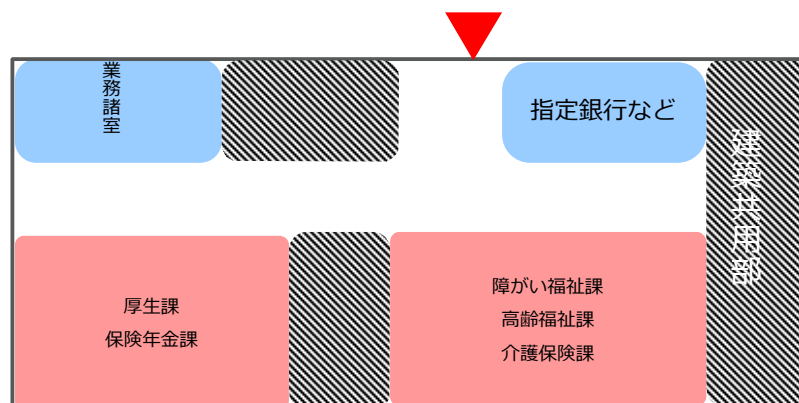 業務諸室
指定銀行など
建築共用部
厚生課
保険年金課
障がい福祉課
高齢福祉課
介護保険課